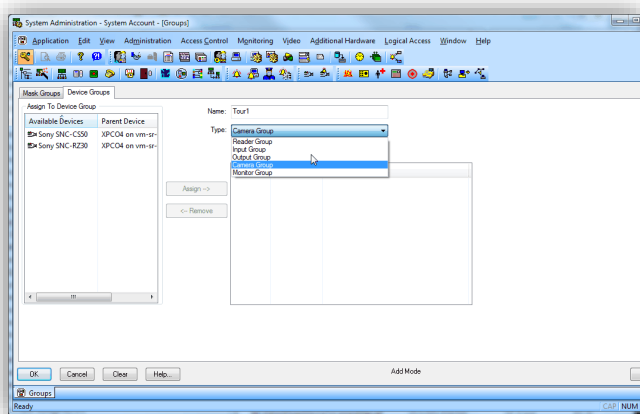 System Administration - System Account - [Groups]
Application Edit View Administration Access Control Monitoring Video Additional Hardware Logical Access Window Help
Mask Groups Device Groups
Assign To Device Group
Name: Tour1
Available Devices Parent Device
Type: Camera Group
Sony SNC-CS50 XPCO4 on vm-sr-
Reader Group
Sony SNC-RZ30 XPCO4 on vm-sr-
Input Group
Output Group
Camera Group
Monitor Group
Assign ->
<- Remove
OK Cancel Clear Help... Add Mode
Groups
Ready CAP NUM